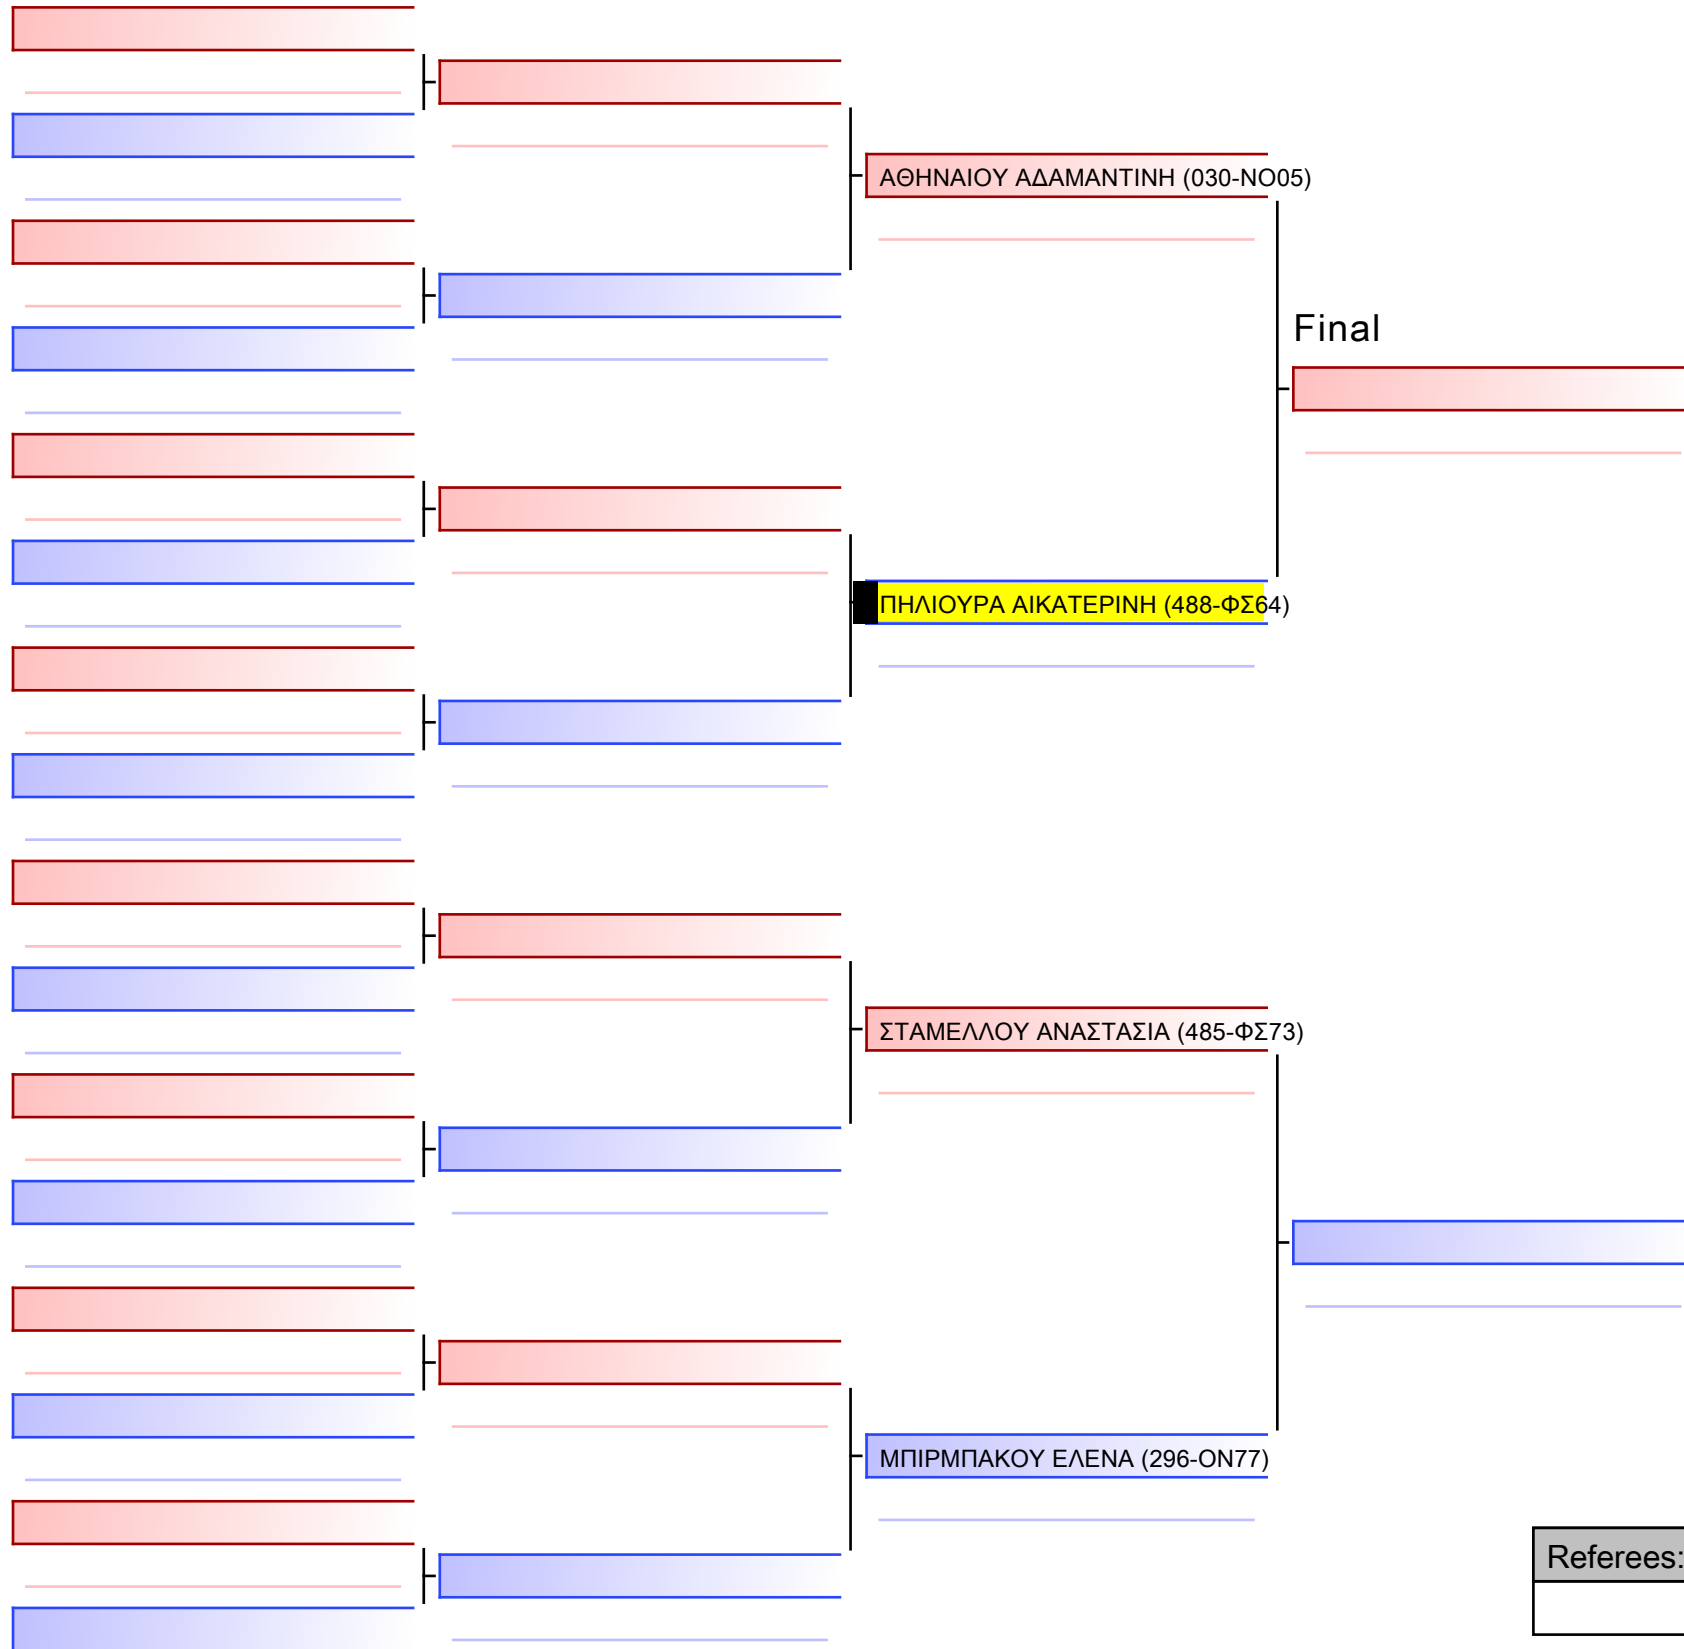 ΑΘΗΝΑΙΟΥ ΑΔΑΜΑΝΤΙΝΗ (030-ΝΟ05)
Final
ΠΗΛΙΟΥΡΑ ΑΙΚΑΤΕΡΙΝΗ (488-ΦΣ64)
ΣΤΑΜΕΛΛΟΥ ΑΝΑΣΤΑΣΙΑ (485-ΦΣ73)
ΜΠΙΡΜΠΑΚΟΥ ΕΛΕΝΑ (296-ΟΝ77)
Referees: